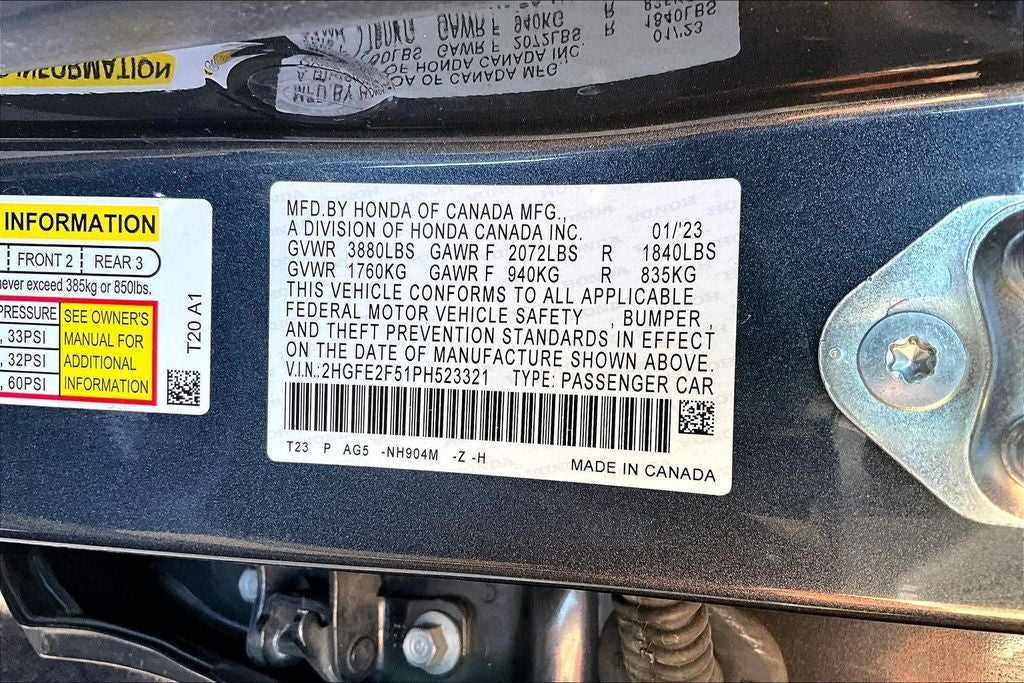 INFORMATION
FRONT 2 REAR 3
never exceed 385kg or 850lbs.
PRESSURE
, 33PSI
, 32PSI
, 60PSI
SEE OWNER'S
MANUAL FOR
ADDITIONAL
INFORMATION
T20 A1
MFD.BY HONDA OF CANADA MFG.,
A DIVISION OF HONDA CANADA INC. 01/'23
GVWR 3880LBS GAWR F 2072LBS R 1840LBS
GVWR 1760KG GAWR F 940KG R 835KG
THIS VEHICLE CONFORMS TO ALL APPLICABLE
FEDERAL MOTOR VEHICLE SAFETY , BUMPER ,
AND THEFT PREVENTION STANDARDS IN EFFECT
ON THE DATE OF MANUFACTURE SHOWN ABOVE.
V.I.N.:2HGFE2F51PH523321 TYPE: PASSENGER CAR
T23 P AG5 -NH904M -Z -H
MADE IN CANADA